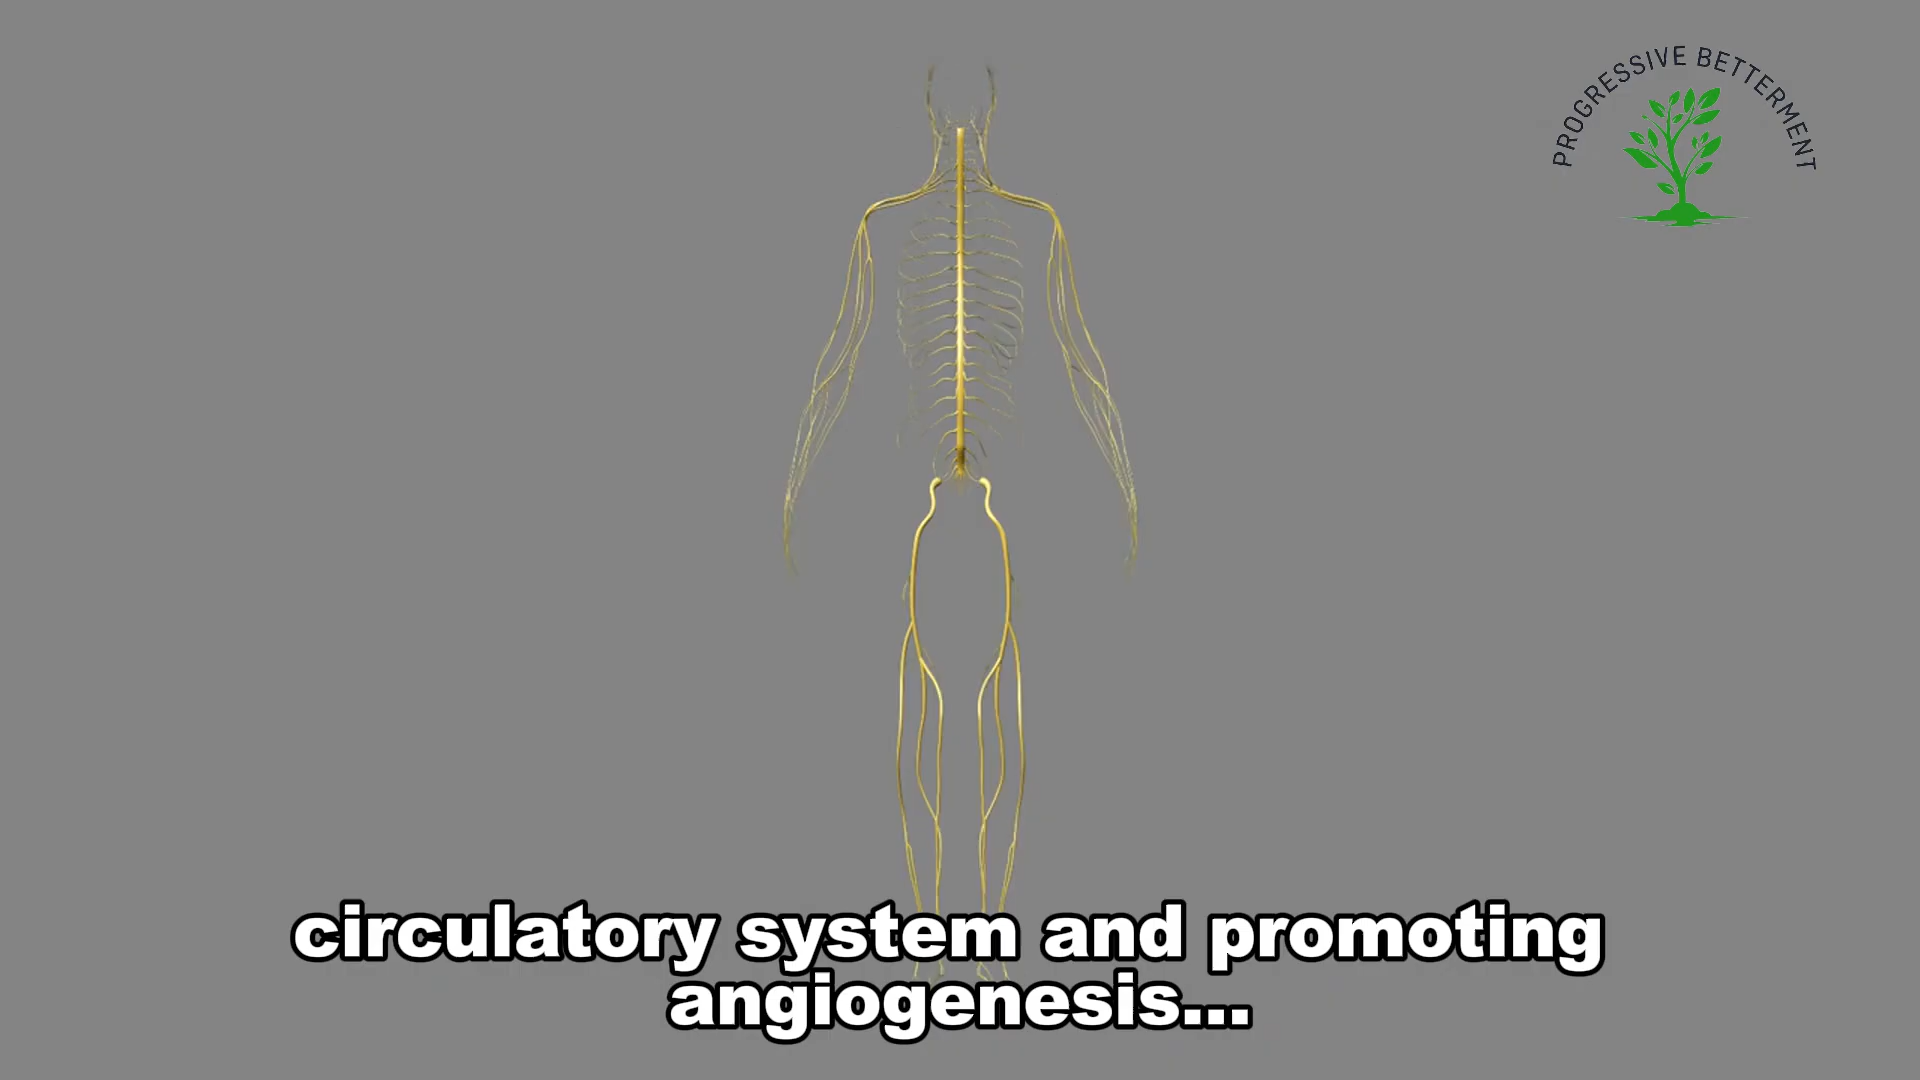 PROGRESSIVE BETTERMENT
circulatory system and promoting
angiogenesis...